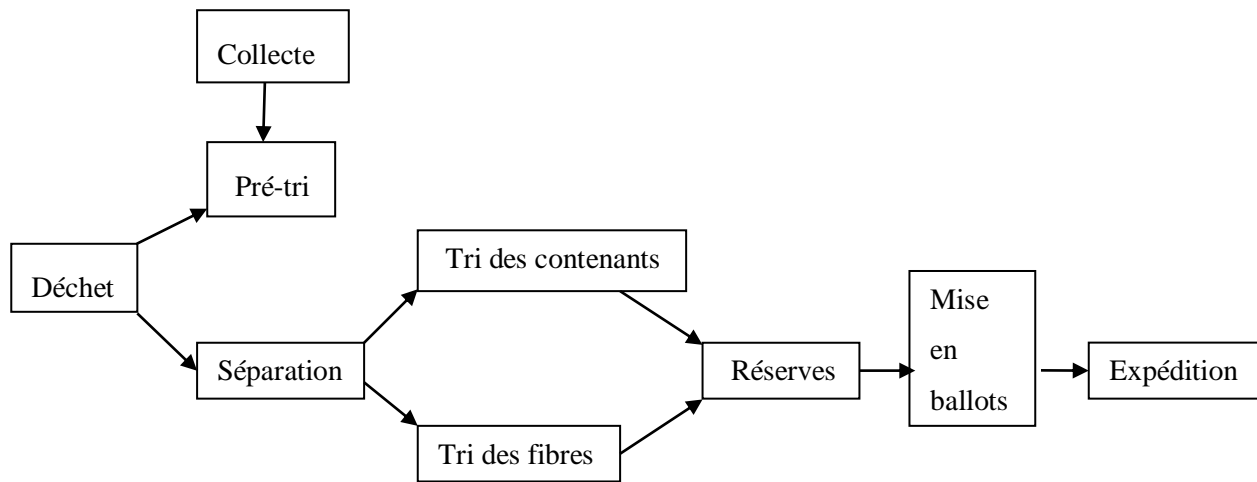 Collecte
Pré-tri
Déchet
Tri des contenants
Séparation
Tri des fibres
Réserves
Mise
en
ballots
Expédition